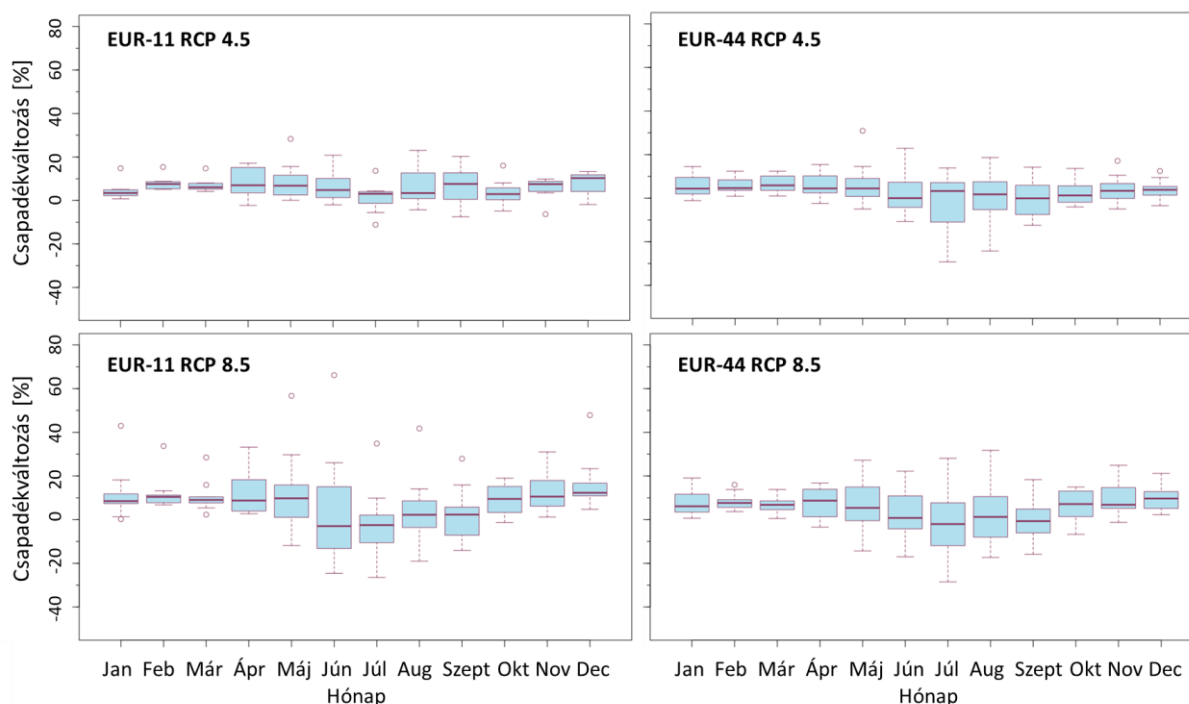 EUR-11 RCP 4.5
EUR-44 RCP 4.5
Csapadékváltozás [%]
80
60
40
20
0
-20
-40
EUR-11 RCP 8.5
EUR-44 RCP 8.5
Csapadékváltozás [%]
80
60
40
20
0
-20
-40
Jan Feb Már Ápr Máj Jún Júl Aug Szept Okt Nov Dec
Hónap
Jan Feb Már Ápr Máj Jún Júl Aug Szept Okt Nov Dec
Hónap